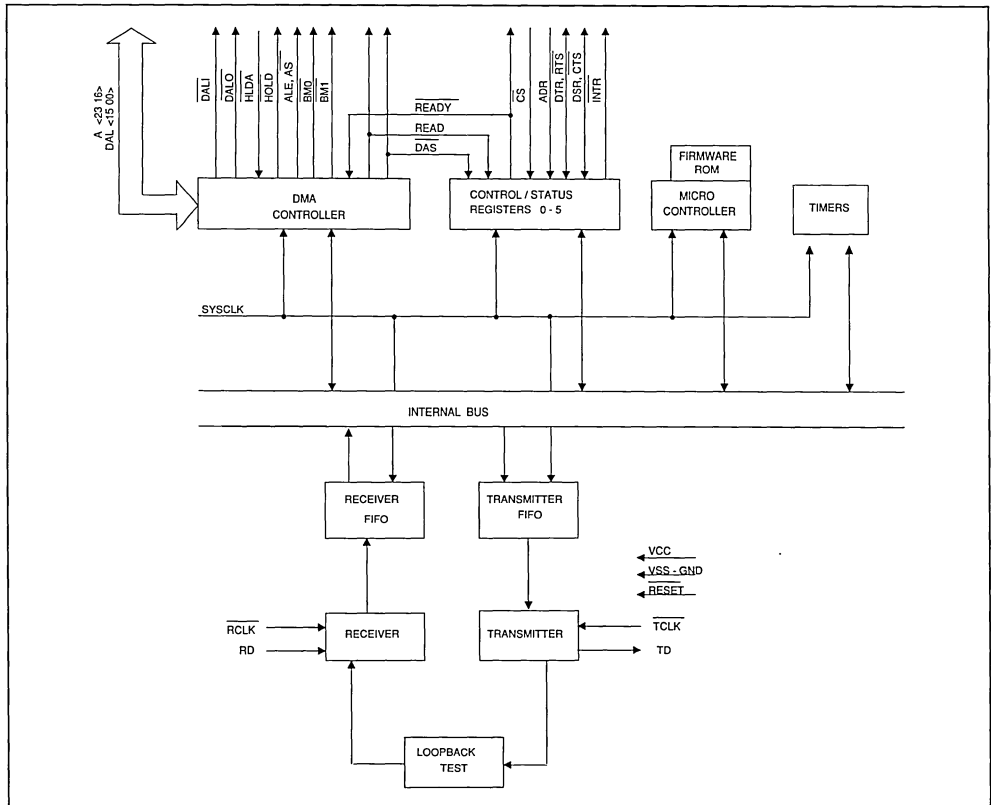 A <23 16>
DAL <15 00>
DALI
DALO
HLDA
HOLD
ALE, AS
BM0
BM1
READY
READ
DAS
CS
ADR
DTR, RTS
DSR, CTS
INTR
DMA
CONTROLLER
CONTROL / STATUS
REGISTERS 0 - 5
FIRMWARE
ROM
MICRO
CONTROLLER
TIMERS
SYSCLK
INTERNAL BUS
RECEIVER
FIFO
TRANSMITTER
FIFO
VCC
VSS - GND
RESET
RCLK
RD
RECEIVER
TRANSMITTER
TCLK
TD
LOOPBACK
TEST